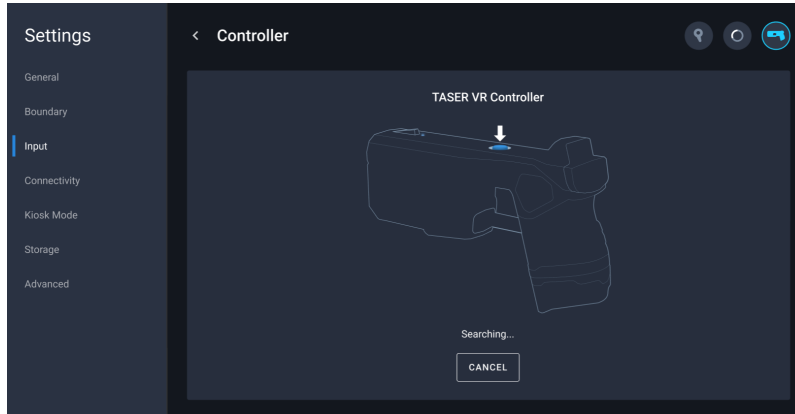 Settings
General
Boundary
Input
Connectivity
Kiosk Mode
Storage
Advanced
Controller
TASER VR Controller
Searching...
CANCEL